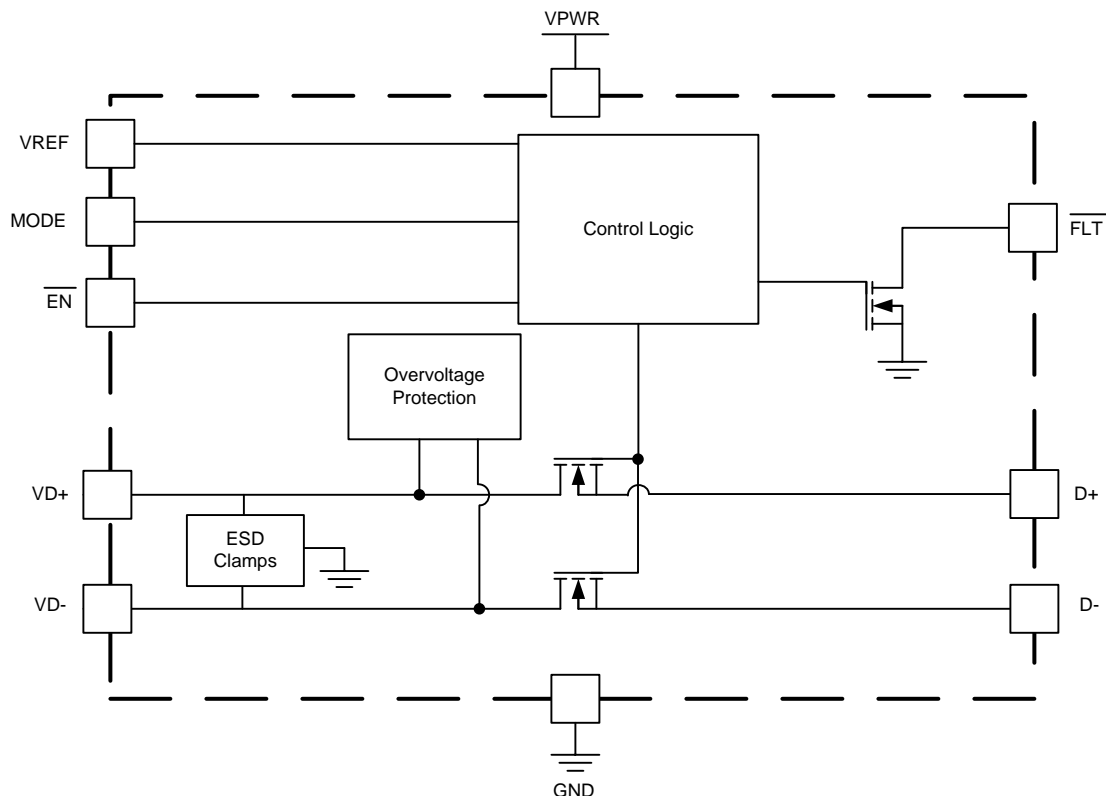 VPWR
VREF
MODE
Control Logic
FLT
EN
Overvoltage
Protection
VD+
D+
ESD
Clamps
VD-
D-
GND